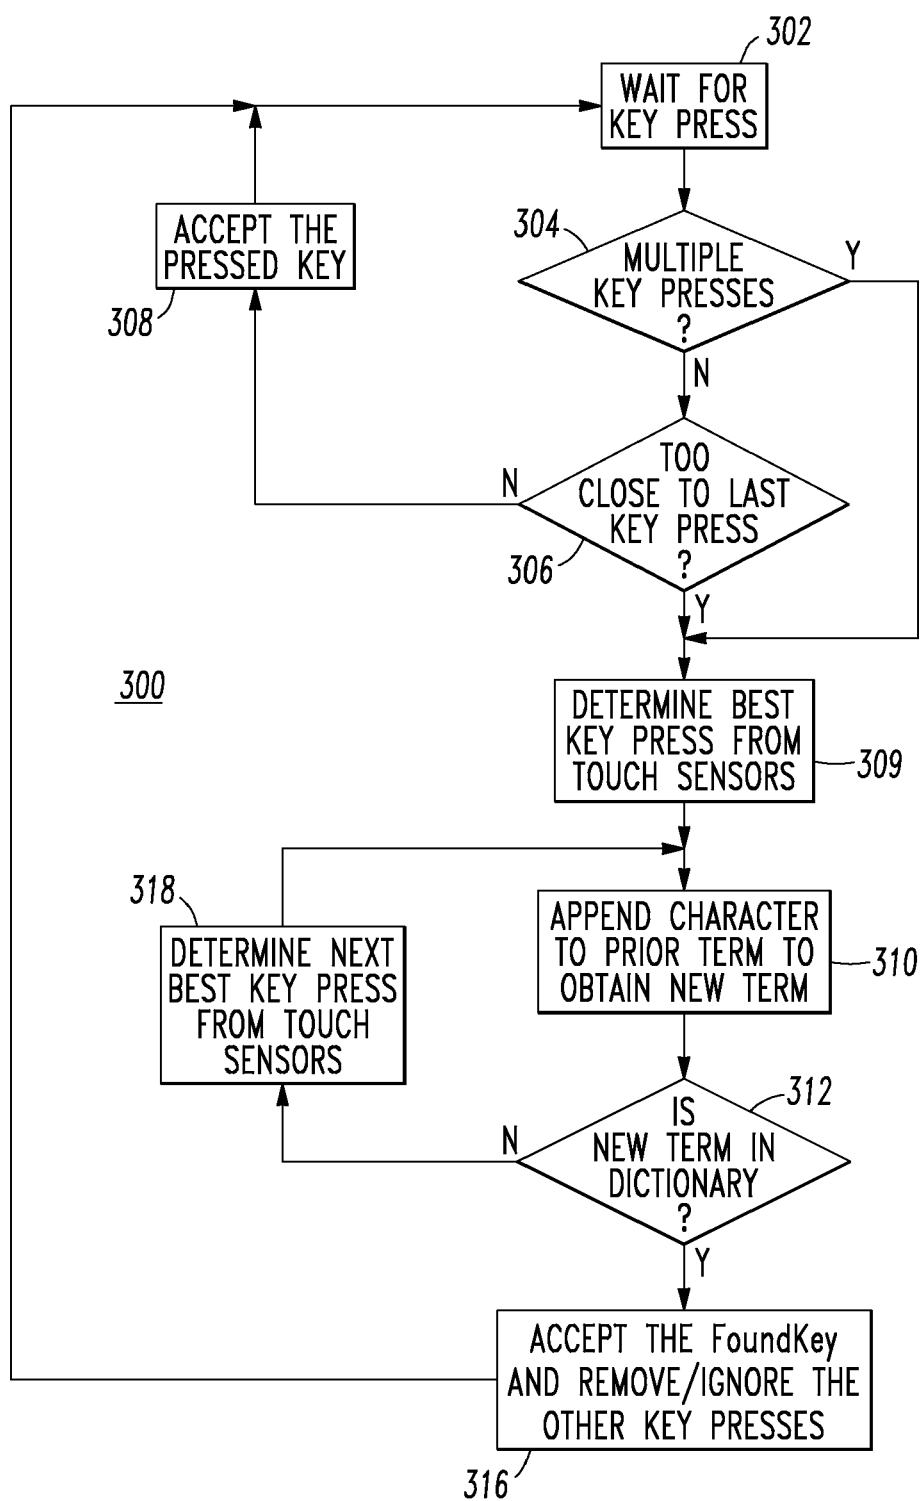 302
WAIT FOR
KEY PRESS
304
MULTIPLE
KEY PRESSES
?
Y
N
ACCEPT THE
PRESSED KEY
308
TOO
CLOSE TO LAST
KEY PRESS
?
N
306
Y
300
DETERMINE BEST
KEY PRESS FROM
TOUCH SENSORS
309
318
DETERMINE NEXT
BEST KEY PRESS
FROM TOUCH
SENSORS
APPEND CHARACTER
TO PRIOR TERM TO
OBTAIN NEW TERM
310
312
IS
NEW TERM IN
DICTIONARY
?
N
Y
ACCEPT THE FoundKey
AND REMOVE/IGNORE THE
OTHER KEY PRESSES
316